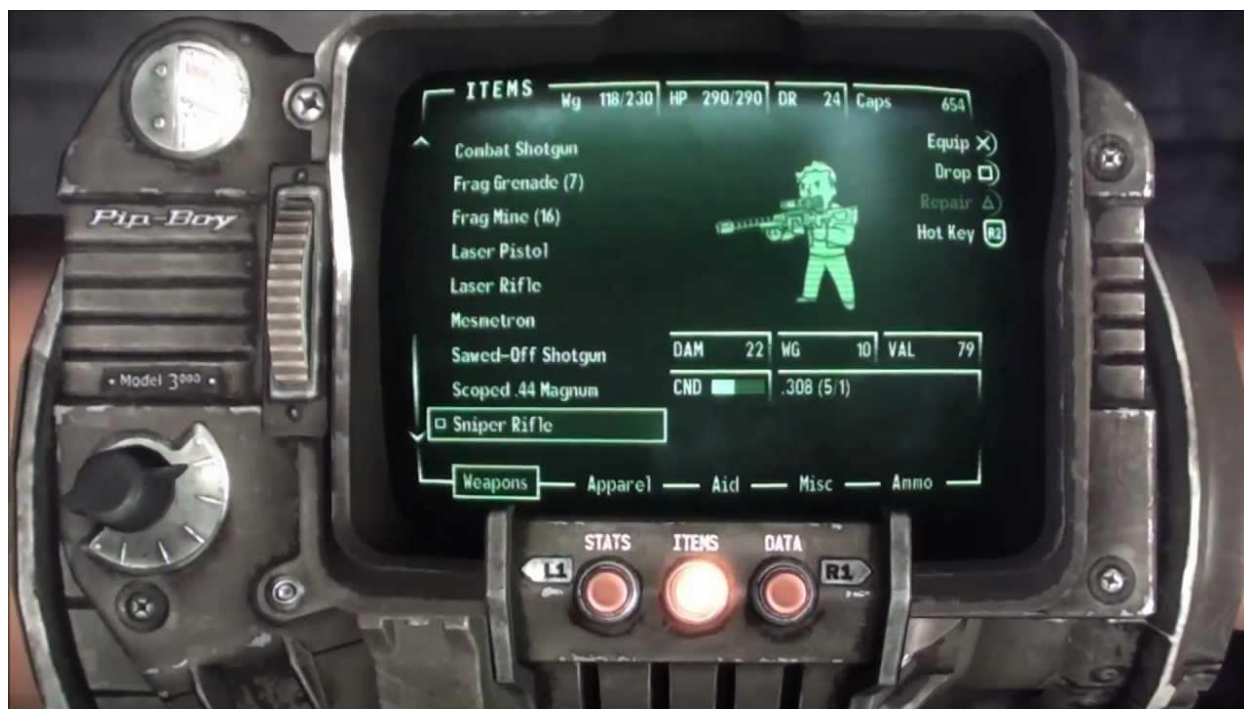 ITEMS Wg 118/230 HP 290/290 DR 24 Caps 654
Combat Shotgun
Frag Grenade (7)
Frag Mine (16)
Laser Pistol
Laser Rifle
Mesmetron
Sawed-Off Shotgun
Scoped .44 Magnum
Sniper Rifle
Equip
Drop
Repair
Hot Key R2
DAM 22 WG 10 VAL 79
CND .308 (5/1)
Weapons Apparel Aid Misc Ammo
Pip-Boy
• Model 3000 •
STATS ITEMS DATA
L1 R1